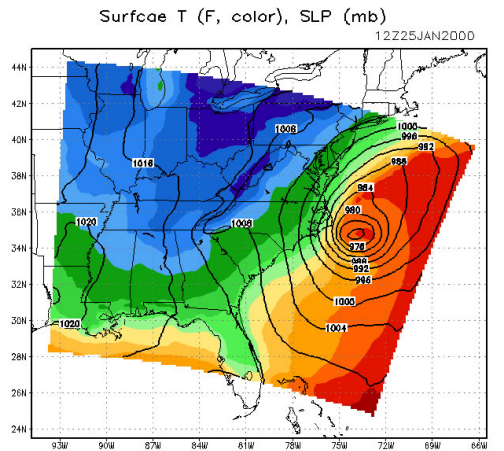 Surfcae T (F, color), SLP (mb)
12Z25JAN2000
44N
42N
40N
38N
36N
34N
32N
30N
28N
26N
24N
1008
1016
1020
1008
1020
1000
996
992
988
984
980
976
988
992
996
1000
1004
93W
90W
87W
84W
81W
78W
75W
72W
69W
66W